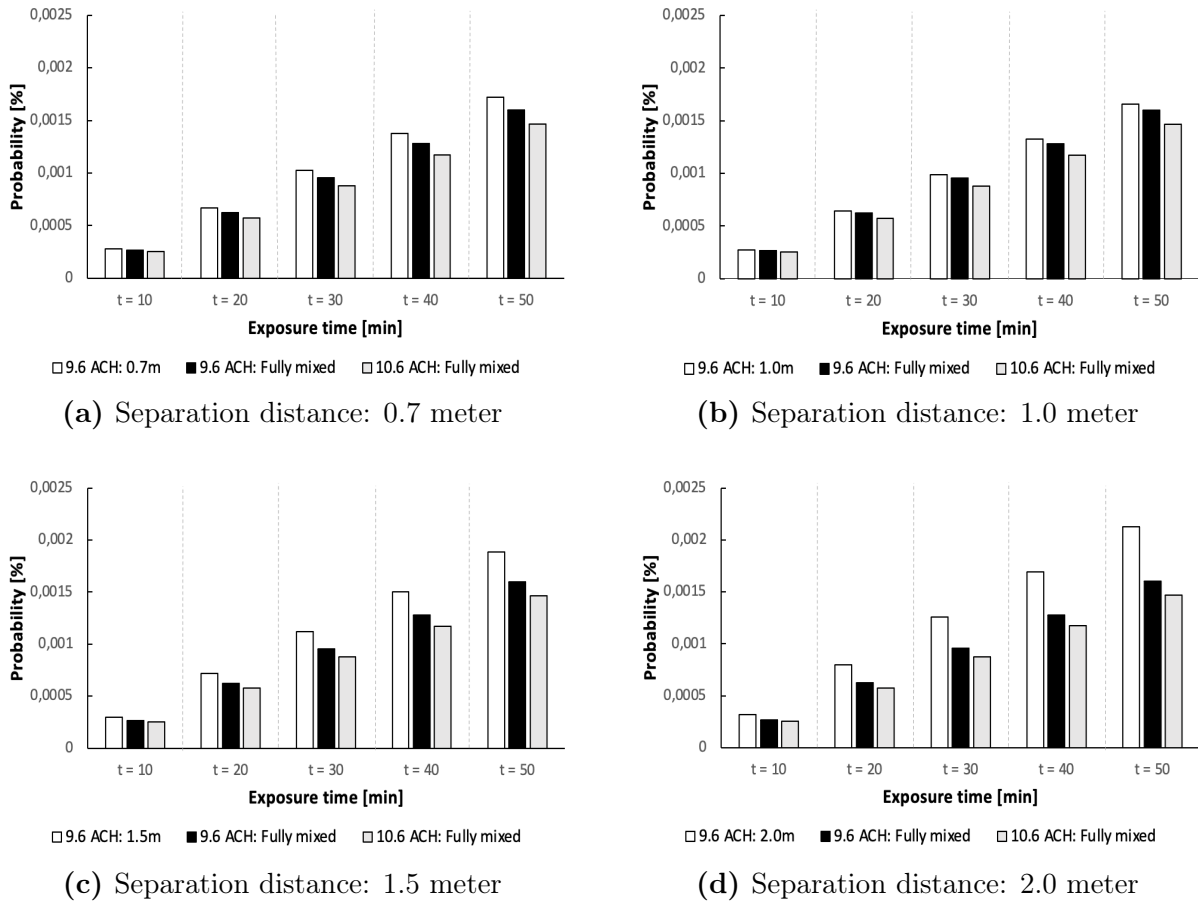 0,0025
0,002
0,0015
0,001
0,0005
0
Probability [%]
t = 10 t = 20 t = 30 t = 40 t = 50
Exposure time [min]
9.6 ACH: 0.7m 9.6 ACH: Fully mixed 10.6 ACH: Fully mixed
(a) Separation distance: 0.7 meter
0,0025
0,002
0,0015
0,001
0,0005
0
Probability [%]
t = 10 t = 20 t = 30 t = 40 t = 50
Exposure time [min]
9.6 ACH: 1.0m 9.6 ACH: Fully mixed 10.6 ACH: Fully mixed
(b) Separation distance: 1.0 meter
0,0025
0,002
0,0015
0,001
0,0005
0
Probability [%]
t = 10 t = 20 t = 30 t = 40 t = 50
Exposure time [min]
9.6 ACH: 1.5m 9.6 ACH: Fully mixed 10.6 ACH: Fully mixed
(c) Separation distance: 1.5 meter
0,0025
0,002
0,0015
0,001
0,0005
0
Probability [%]
t = 10 t = 20 t = 30 t = 40 t = 50
Exposure time [min]
9.6 ACH: 2.0m 9.6 ACH: Fully mixed 10.6 ACH: Fully mixed
(d) Separation distance: 2.0 meter